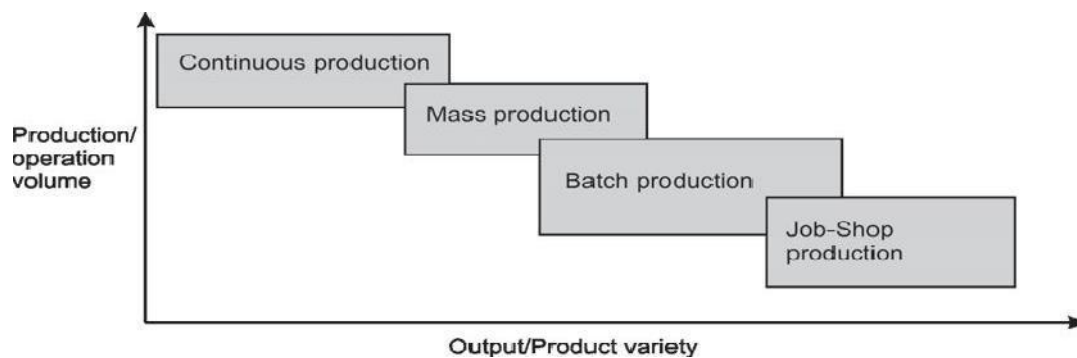 Continuous production
Mass production
Production/
operation
volume
Batch production
Job-Shop
production
Output/Product variety